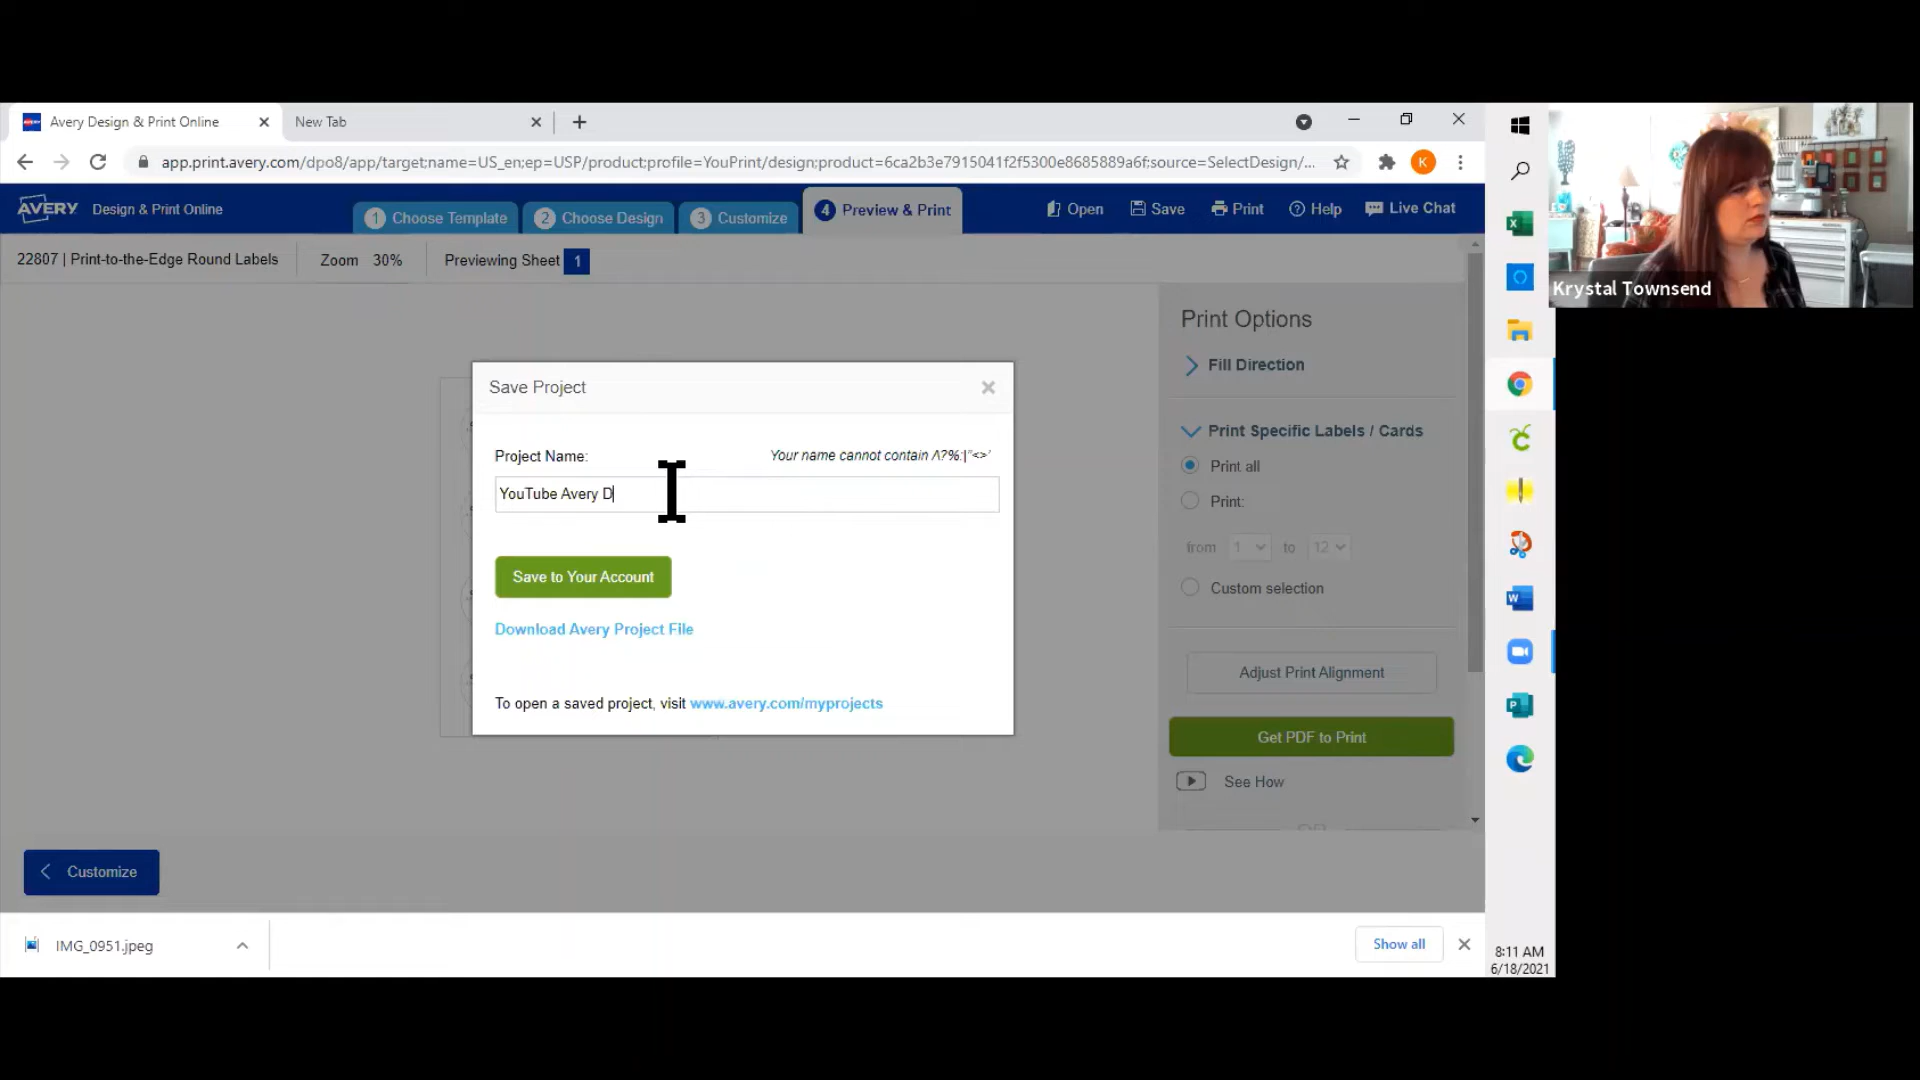 Avery Design & Print Online
New Tab
app.print.avery.com/dpo8/app/target;name=US_en;ep=USP/product;profile=YouPrint/design;product=6ca2b3e7915041f2f5300e8685889a6f;source=SelectDesign/...
K
AVERY Design & Print Online
1 Choose Template
2 Choose Design
3 Customize
4 Preview & Print
Open
Save
Print
Help
Live Chat
22807 | Print-to-the-Edge Round Labels
Zoom 30%
Previewing Sheet 1
Krystal Townsend
Print Options
Fill Direction
Print Specific Labels / Cards
Print all
Print:
from 1 to 12
Custom selection
Adjust Print Alignment
Get PDF to Print
See How
OR
Save Project
Project Name:
Your name cannot contain /\?%:|"<>'
YouTube Avery D
Save to Your Account
Download Avery Project File
To open a saved project, visit www.avery.com/myprojects
Customize
IMG_0951.jpeg
Show all
8:11 AM
6/18/2021